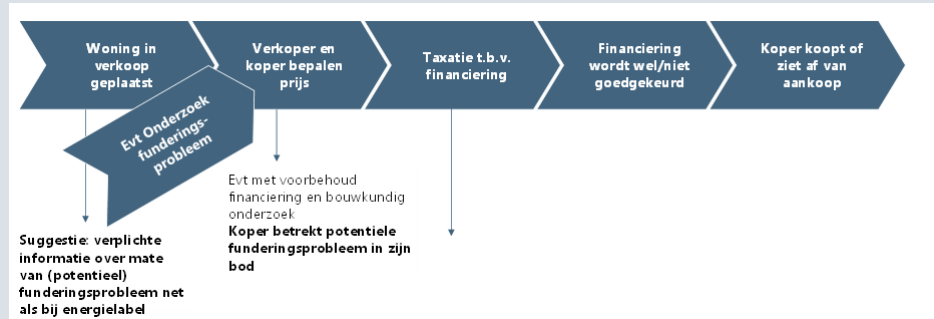 Woning in
verkoop
geplaatst
Verkoper en
koper bepalen
prijs
Taxatie t.b.v.
financiering
Financiering
wordt wel/niet
goedgekeurd
Koper koopt of
ziet af van
aankoop
Evt Onderzoek
funderings-
probleem
Evt met voorbehoud
financiering en bouwkundig
onderzoek
Koper betrekt potentiele
funderingsprobleem in zijn
bod
Suggestie: verplichte
informatie over mate
van (potentieel)
funderingsprobleem net
als bij energielabel